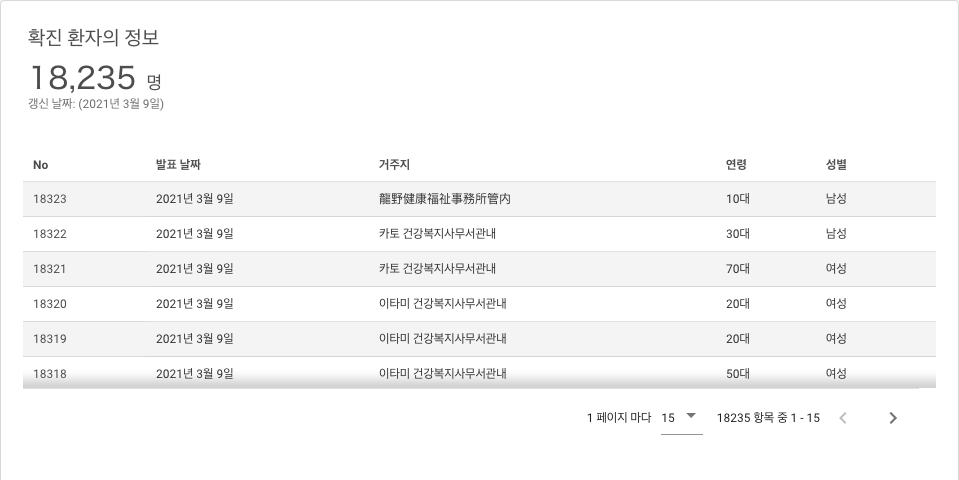 확진 환자의 정보
18,235 명
갱신 날짜: (2021년 3월 9일)
No 발표 날짜 거주지 연령 성별
18323 2021년 3월 9일 龍野健康福祉事務所管内 10대 남성
18322 2021년 3월 9일 카토 건강복지사무서관내 30대 남성
18321 2021년 3월 9일 카토 건강복지사무서관내 70대 여성
18320 2021년 3월 9일 이타미 건강복지사무서관내 20대 여성
18319 2021년 3월 9일 이타미 건강복지사무서관내 20대 여성
18318 2021년 3월 9일 이타미 건강복지사무서관내 50대 여성
1 페이지 마다 15 18235 항목 중 1 - 15